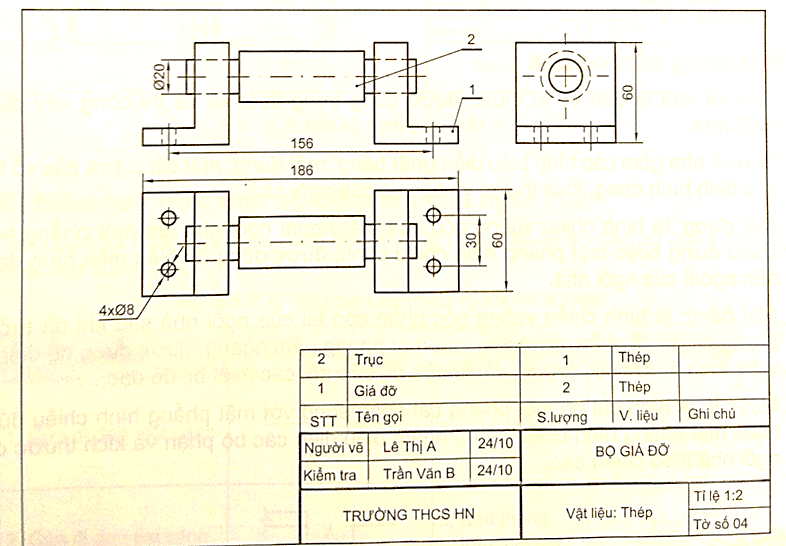 2
Ø20
60
1
156
186
30
60
4xØ8
2 Trục 1 Thép
1 Giá đỡ 2 Thép
STT Tên gọi S.lượng V. liệu Ghi chú
Người vẽ Lê Thị A 24/10 BỘ GIÁ ĐỠ
Kiểm tra Trần Văn B 24/10
TRƯỜNG THCS HN Vật liệu: Thép Tỉ lệ 1:2
Tờ số 04